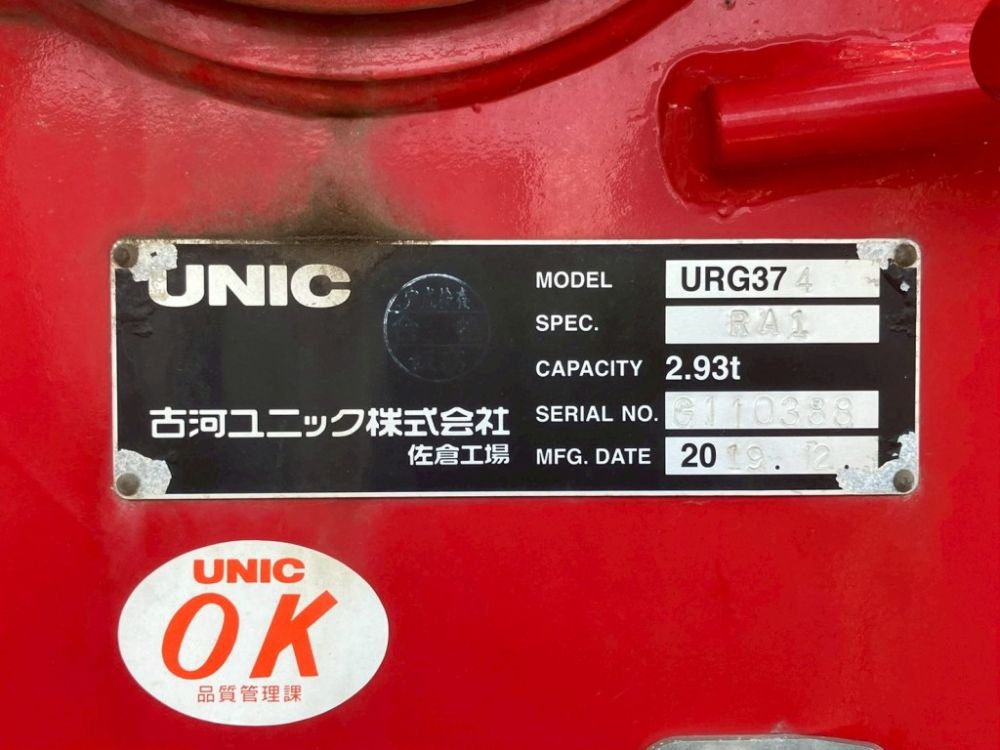 UNIC
MODEL URG374
SPEC. RA1
CAPACITY 2.93t
古河ユニック株式会社
SERIAL NO. G110388
佐倉工場
MFG. DATE 2019.12.
UNIC
OK
品質管理課